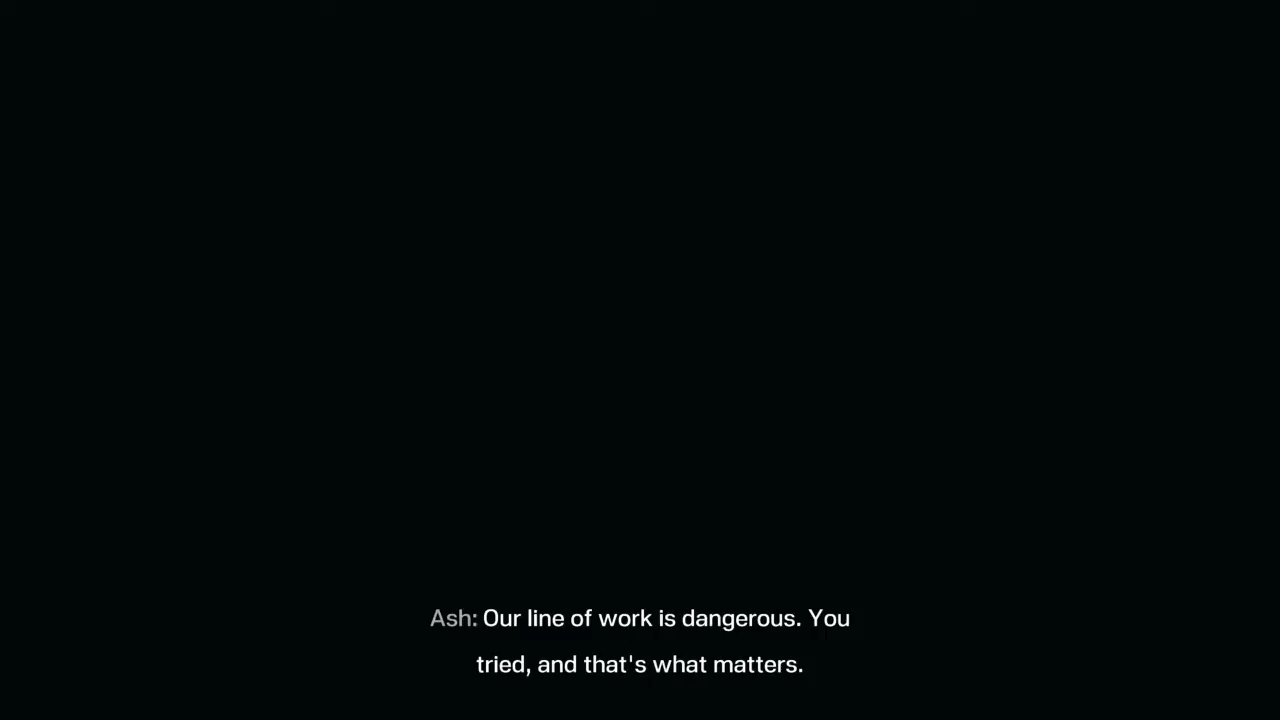 Ash: Our line of work is dangerous. You
tried, and that's what matters.